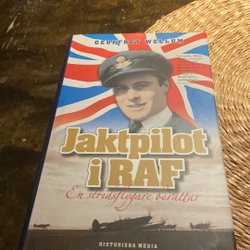 GEOFFREY WELLUM
Jaktpilot
i RAF
En stridsflygare berättar
HISTORISKA MEDIA